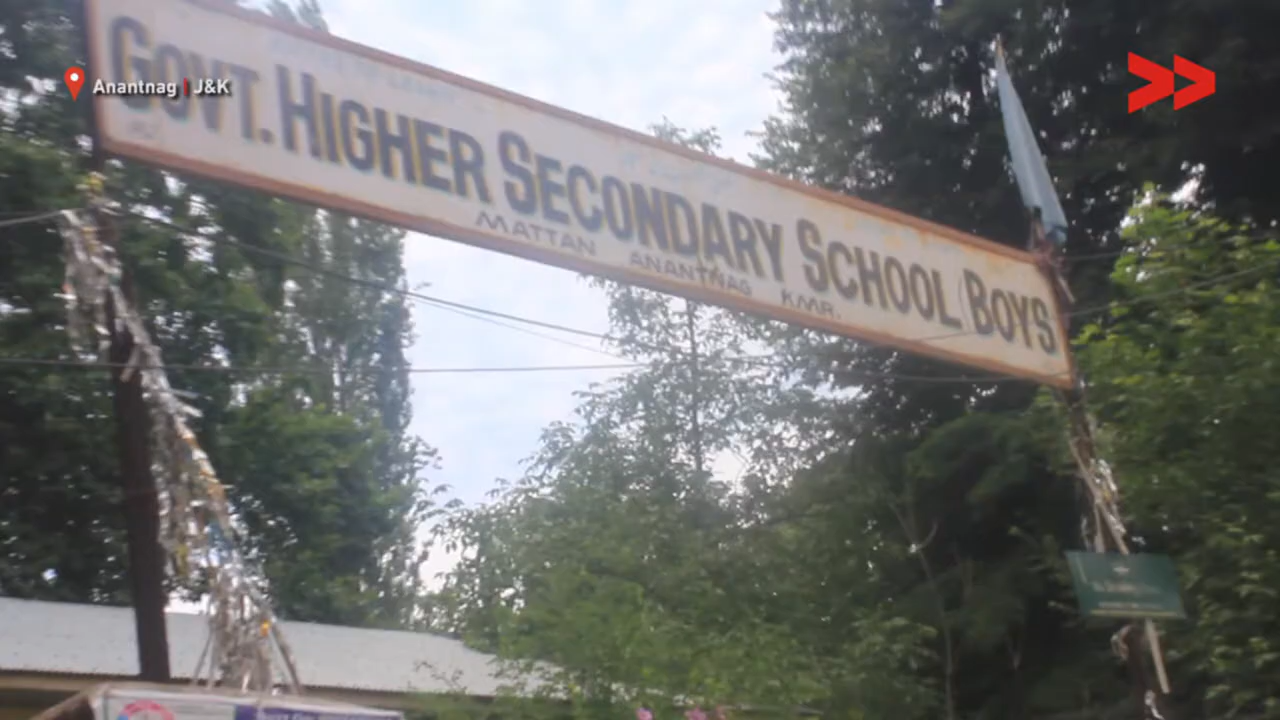 Anantnag | J&K
GOVT. HIGHER SECONDARY SCHOOL BOYS
MATTAN ANANTNAG KMR.